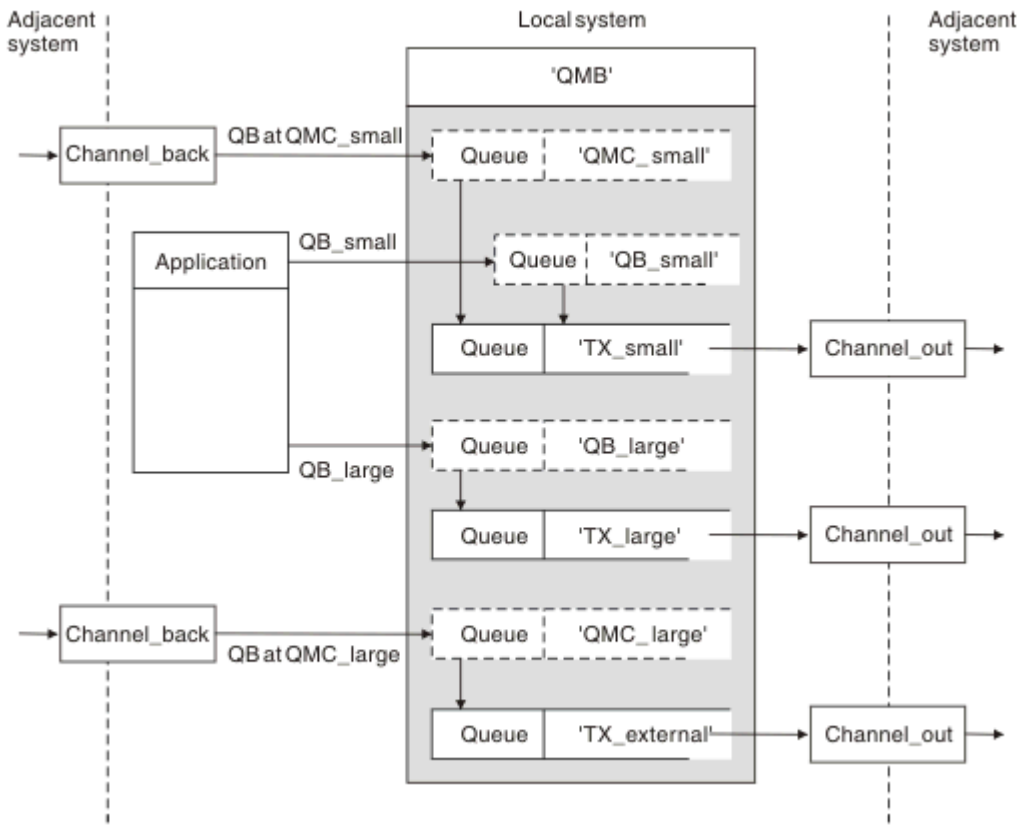 Adjacent
system
Local system
Adjacent
system
'QMB'
Channel_back
QB at QMC_small
Queue
'QMC_small'
Application
QB_small
Queue
'QB_small'
Queue
'TX_small'
Channel_out
QB_large
Queue
'QB_large'
Queue
'TX_large'
Channel_out
Channel_back
QB at QMC_large
Queue
'QMC_large'
Queue
'TX_external'
Channel_out